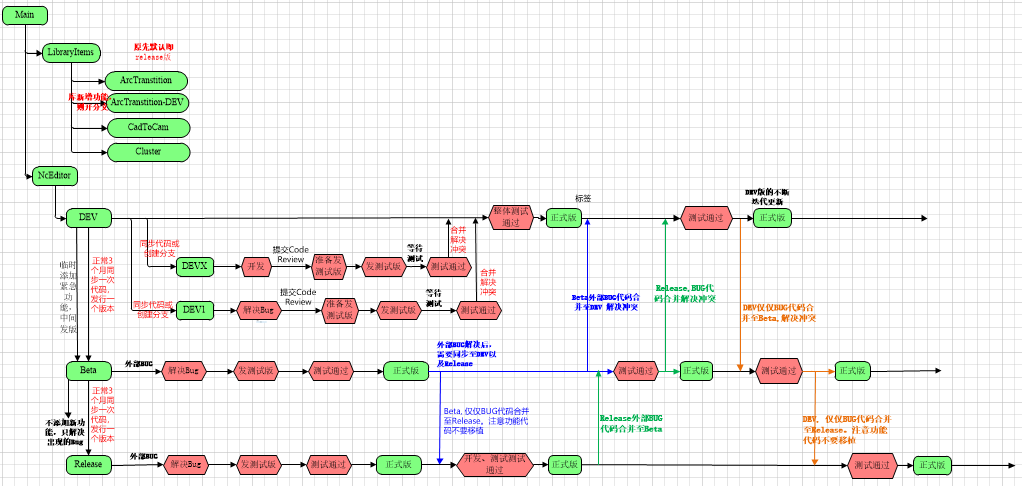 Main
LibraryItems
原先默认即
release版
ArcTranstition
库新增功能
则开分支
ArcTranstition-DEV
CadToCam
Cluster
NcEditor
标签
DEV版的不断
迭代更新
DEV
整体测试
通过
正式版
测试通过
正式版
同步代码或
创建分支
DEVX
开发
提交Code
Review
准备发
测试版
发测试版
等待
测试
测试通过
合并
解决
冲突
临时
添加
紧急
功
能,
中间
发版
正常3
个月同
步一次
代码,
发行一
个版本
同步代码或
创建分支
DEV1
解决Bug
提交Code
Review
准备发
测试版
发测试版
等待
测试
测试通过
合并
解决
冲突
Beta外部BUG代码合
并至DEV 解决冲突
Release,BUG代
码合并解决冲突
DEV仅仅BUG代码合
并至Beta,解决冲突
外部BUG解决后,
需要同步至DEV以
及Release
Beta
外部BUG
解决Bug
发测试版
测试通过
正式版
测试通过
正式版
测试通过
正式版
不添加新功
能, 只解决
出现的Bug
正常3
个月同
步一次
代码,
发行一
个版本
Beta, 仅仅BUG代码合并
至Release, 注意功能代
码不要移植
Release外部BUG
代码合并至Beta
DEV, 仅仅BUG代码合并
至Release, 注意功能
代码不要移植
Release
外部BUG
解决Bug
发测试版
测试通过
正式版
开发、测试测试
通过
正式版
测试通过
正式版